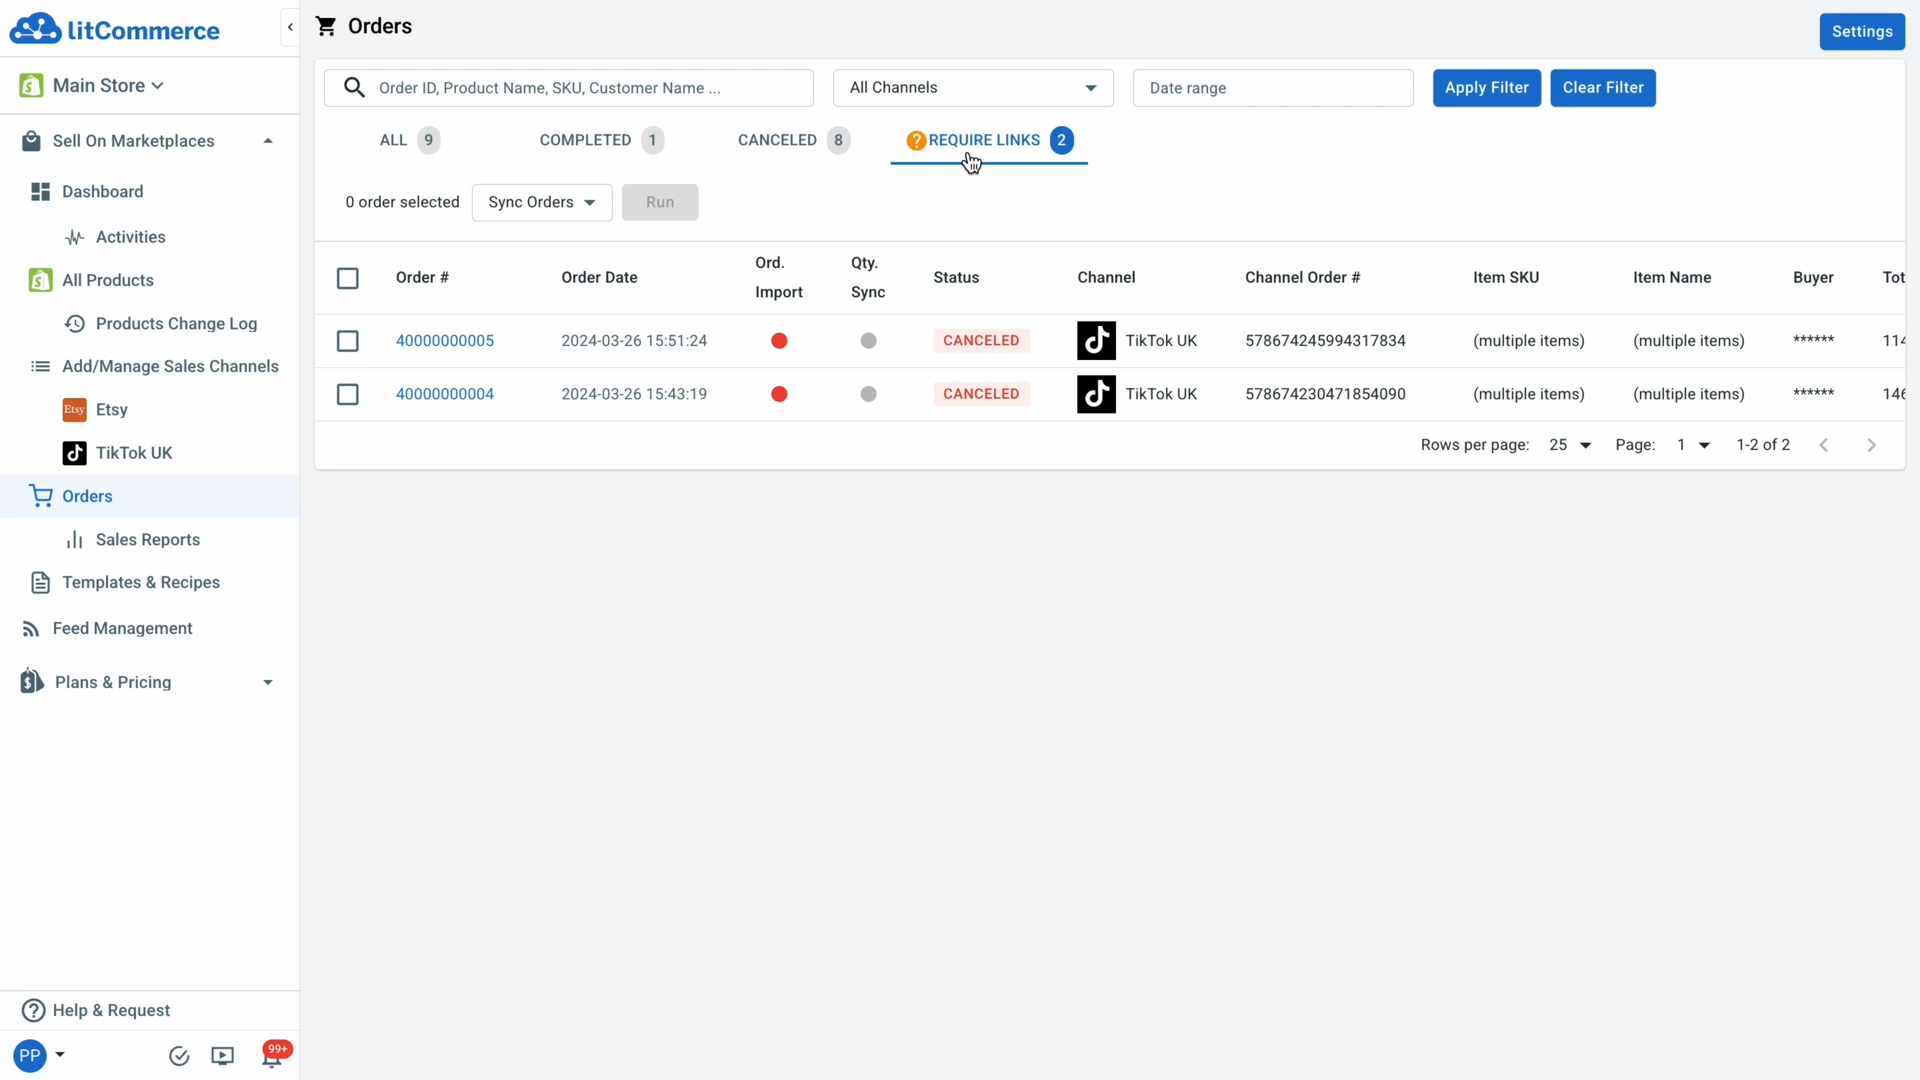 litCommerce
Orders
Settings
Main Store
Order ID, Product Name, SKU, Customer Name ...
All Channels
Date range
Apply Filter
Clear Filter
Sell On Marketplaces
ALL 9
COMPLETED 1
CANCELED 8
? REQUIRE LINKS 2
Dashboard
0 order selected
Sync Orders
Run
Activities
All Products
Products Change Log
Add/Manage Sales Channels
Etsy Etsy
TikTok UK
Orders
Sales Reports
Templates & Recipes
Feed Management
Plans & Pricing
Order # Order Date Ord. Import Qty. Sync Status Channel Channel Order # Item SKU Item Name Buyer Tot
40000000005 2024-03-26 15:51:24 CANCELED TikTok UK 578674245994317834 (multiple items) (multiple items) ****** 114
40000000004 2024-03-26 15:43:19 CANCELED TikTok UK 578674230471854090 (multiple items) (multiple items) ****** 146
Rows per page: 25 Page: 1 1-2 of 2
? Help & Request
PP
99+